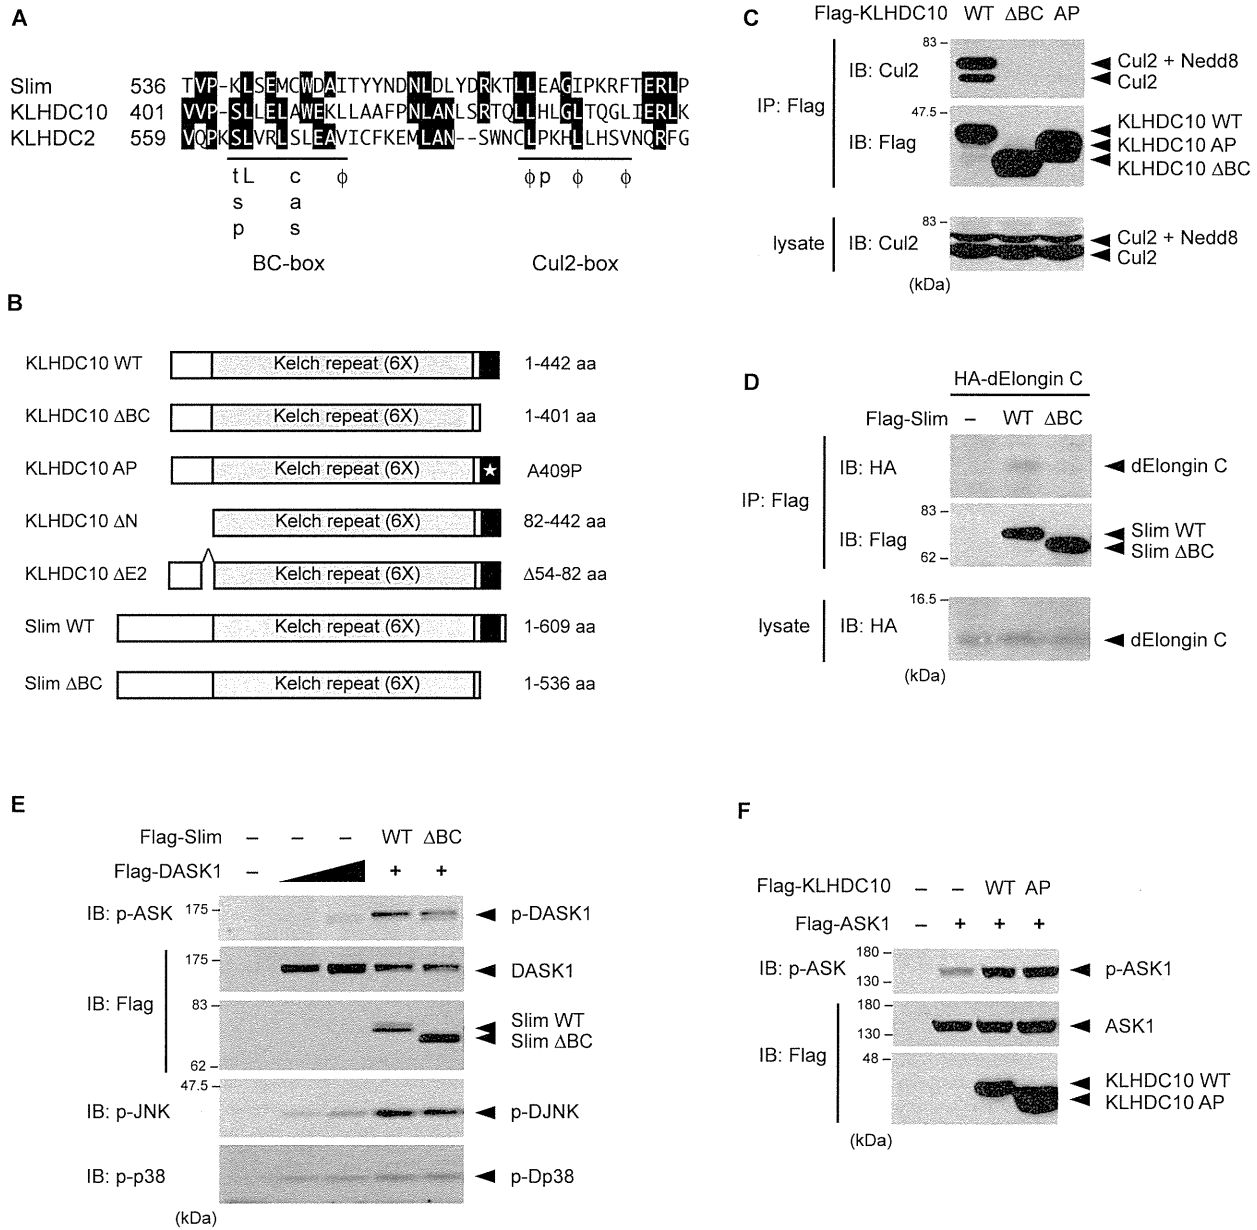 A
Slim 536 TVP-KLSEMCWDAITYYNDNLDLYDRKTLLEAGIPKRFTERLP
KLHDC10 401 VVP-SLLELAWEKLLAAFPNLANLSRTQLLHLGLTQGLIERLK
KLHDC2 559 VQPKSLVRLSLEAVICFKEMLAN--SWNCLPKHLLHSVNQRFG
t L c ϕ ϕ p ϕ ϕ
s a
p s
BC-box Cul2-box
B
KLHDC10 WT Kelch repeat (6X) 1-442 aa
KLHDC10 ΔBC Kelch repeat (6X) 1-401 aa
KLHDC10 AP Kelch repeat (6X) A409P
KLHDC10 ΔN Kelch repeat (6X) 82-442 aa
KLHDC10 ΔE2 Kelch repeat (6X) Δ54-82 aa
Slim WT Kelch repeat (6X) 1-609 aa
Slim ΔBC Kelch repeat (6X) 1-536 aa
C
Flag-KLHDC10 WT ΔBC AP
83
IP: Flag
IB: Cul2
Cul2 + Nedd8
Cul2
47.5
IB: Flag
KLHDC10 WT
KLHDC10 AP
KLHDC10 ΔBC
83
lysate
IB: Cul2
Cul2 + Nedd8
Cul2
(kDa)
D
HA-dElongin C
Flag-Slim – WT ΔBC
IP: Flag
IB: HA
dElongin C
83
IB: Flag
Slim WT
Slim ΔBC
62
16.5
lysate
IB: HA
dElongin C
(kDa)
E
Flag-Slim – – – WT ΔBC
Flag-DASK1 – + +
IB: p-ASK 175 p-DASK1
175
IB: Flag
DASK1
83
Slim WT
Slim ΔBC
62
47.5
IB: p-JNK p-DJNK
IB: p-p38 p-Dp38
(kDa)
F
Flag-KLHDC10 – – WT AP
Flag-ASK1 – + + +
180
IB: p-ASK p-ASK1
130
180
IB: Flag
ASK1
130
48
KLHDC10 WT
KLHDC10 AP
(kDa)